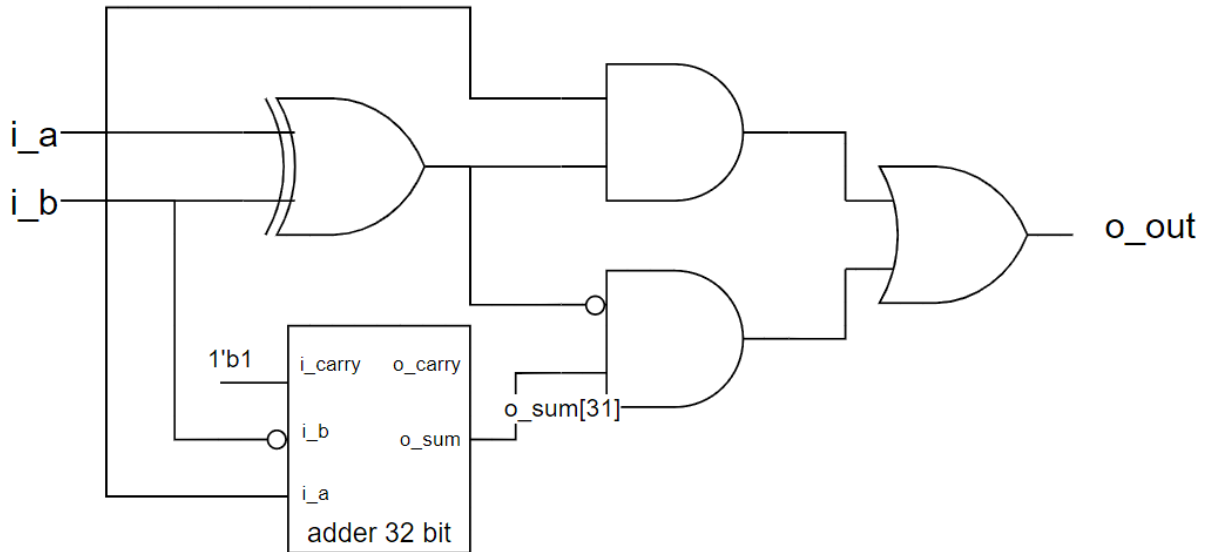 i_a
i_b
o_out
1'b1
i_carry o_carry
i_b
o_sum
o_sum[31]
i_a
adder 32 bit